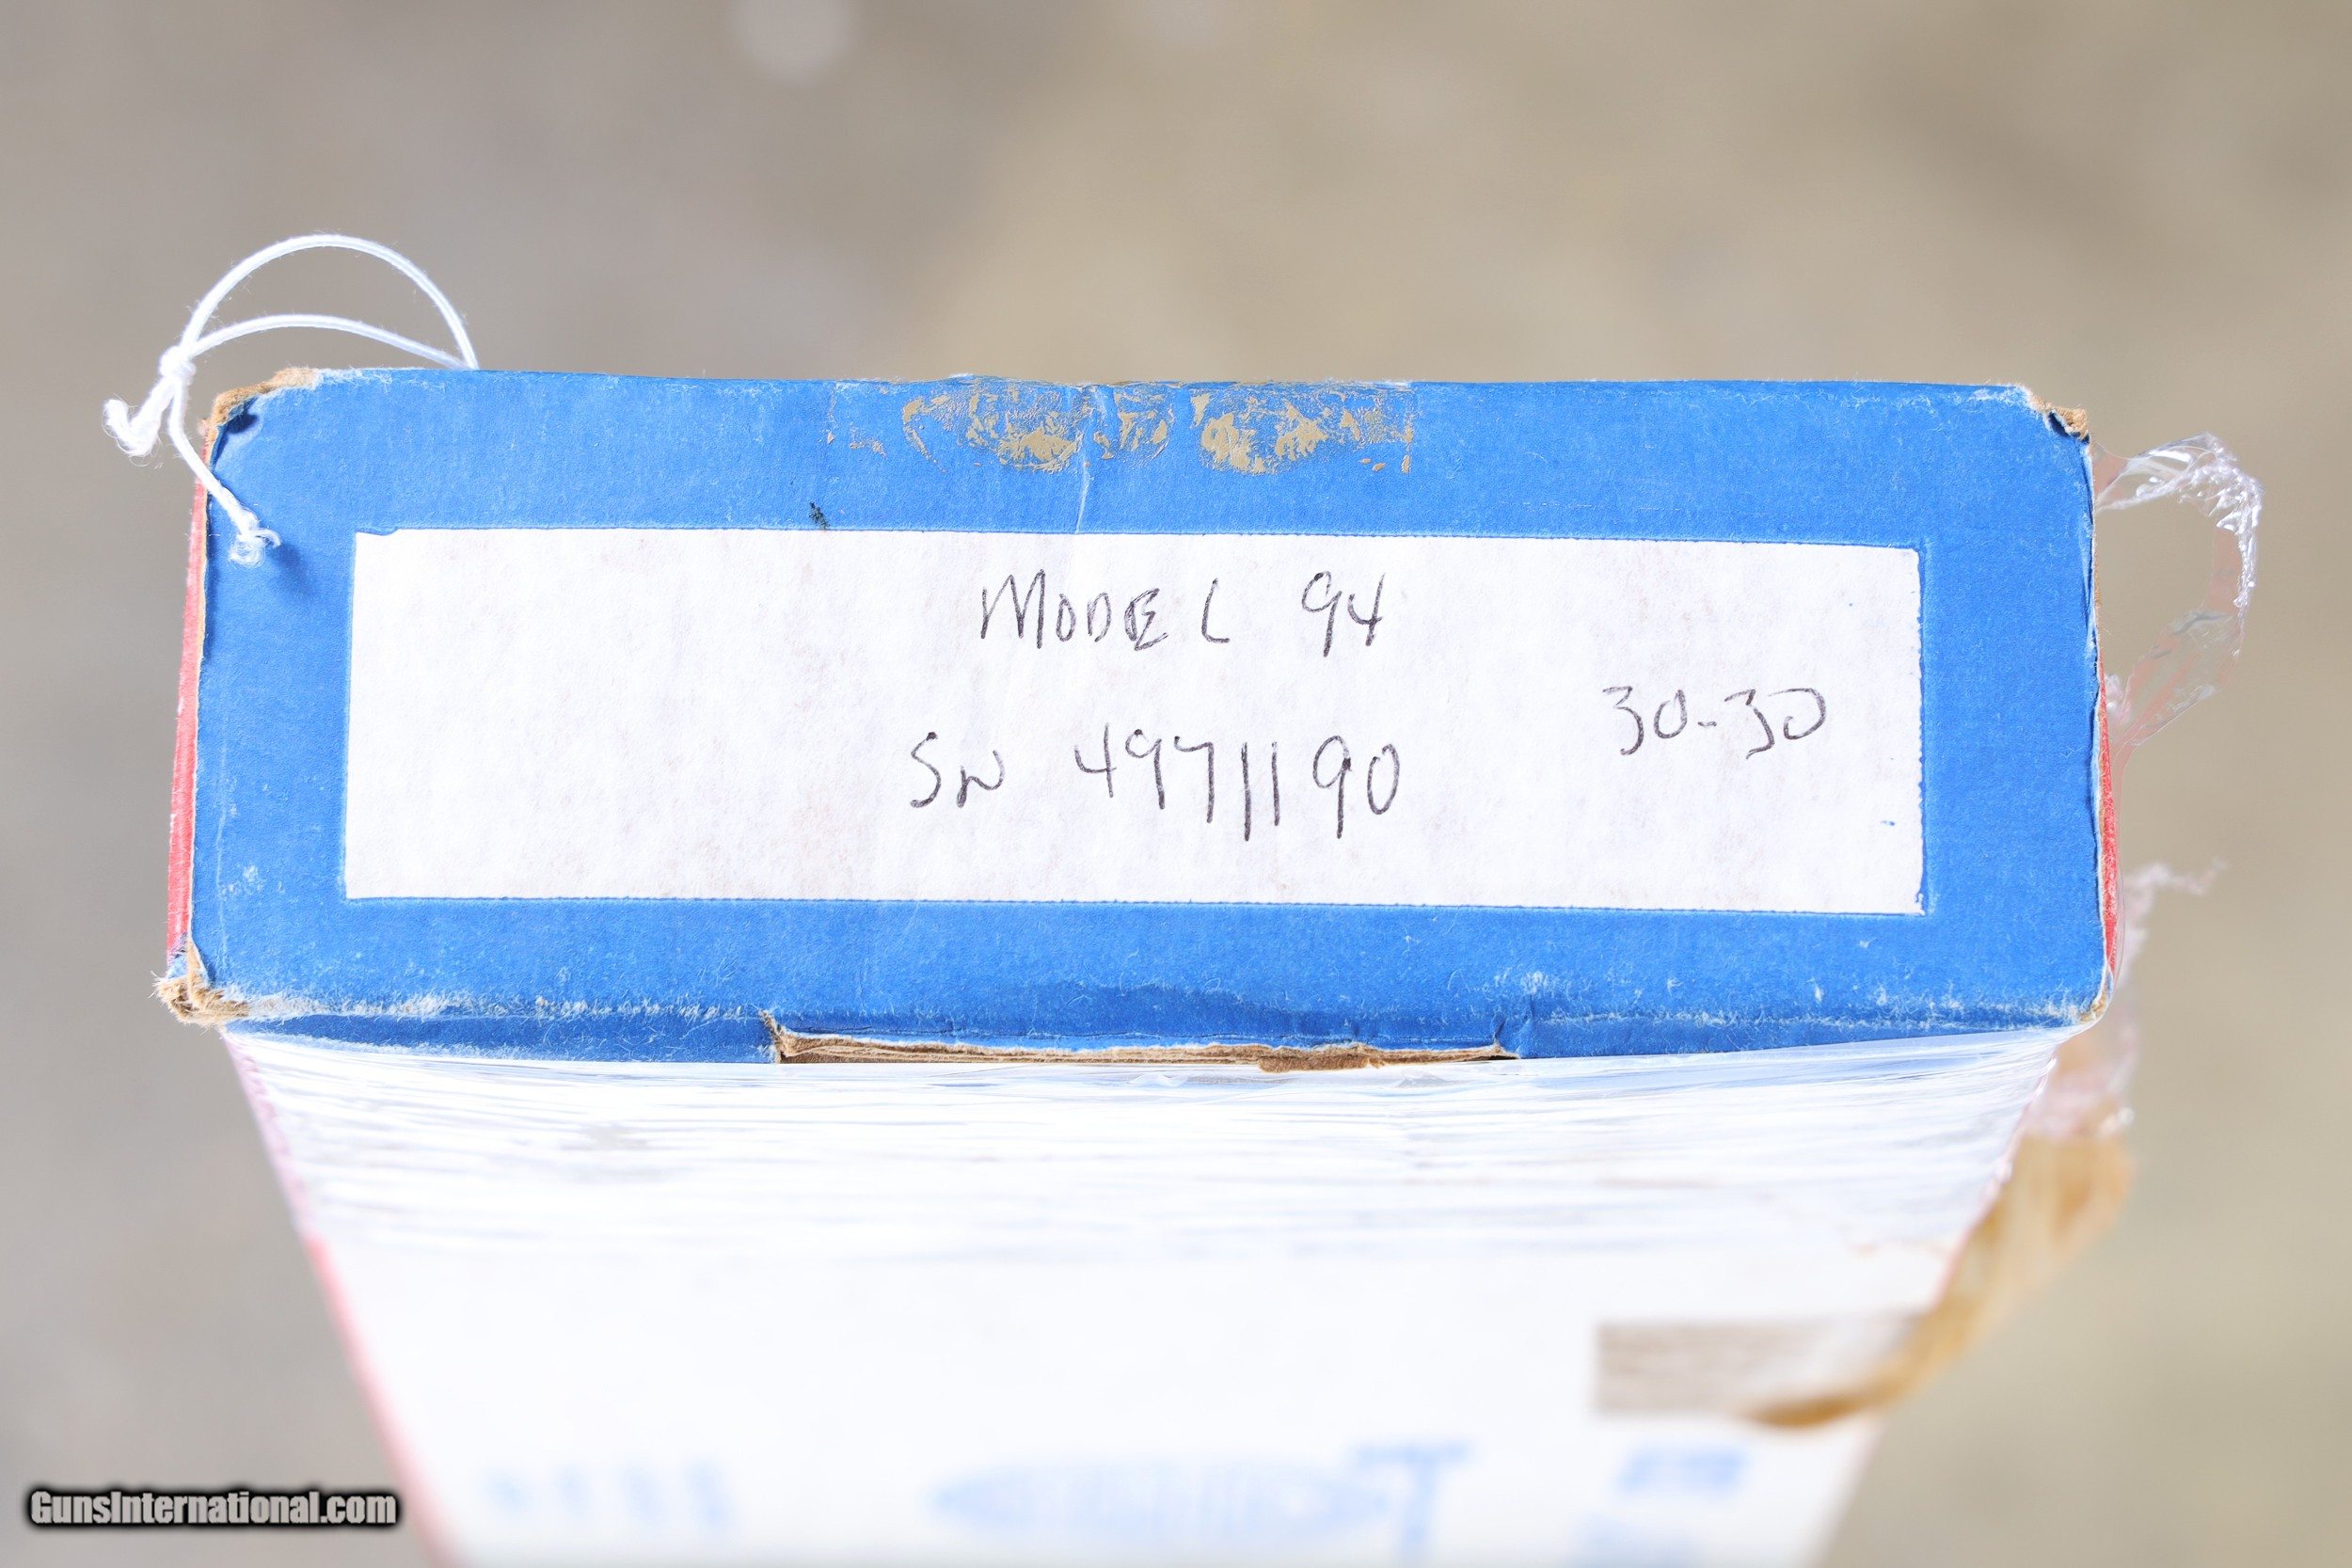 MODEL 94
30-30
SN 4971190
GunsInternational.com